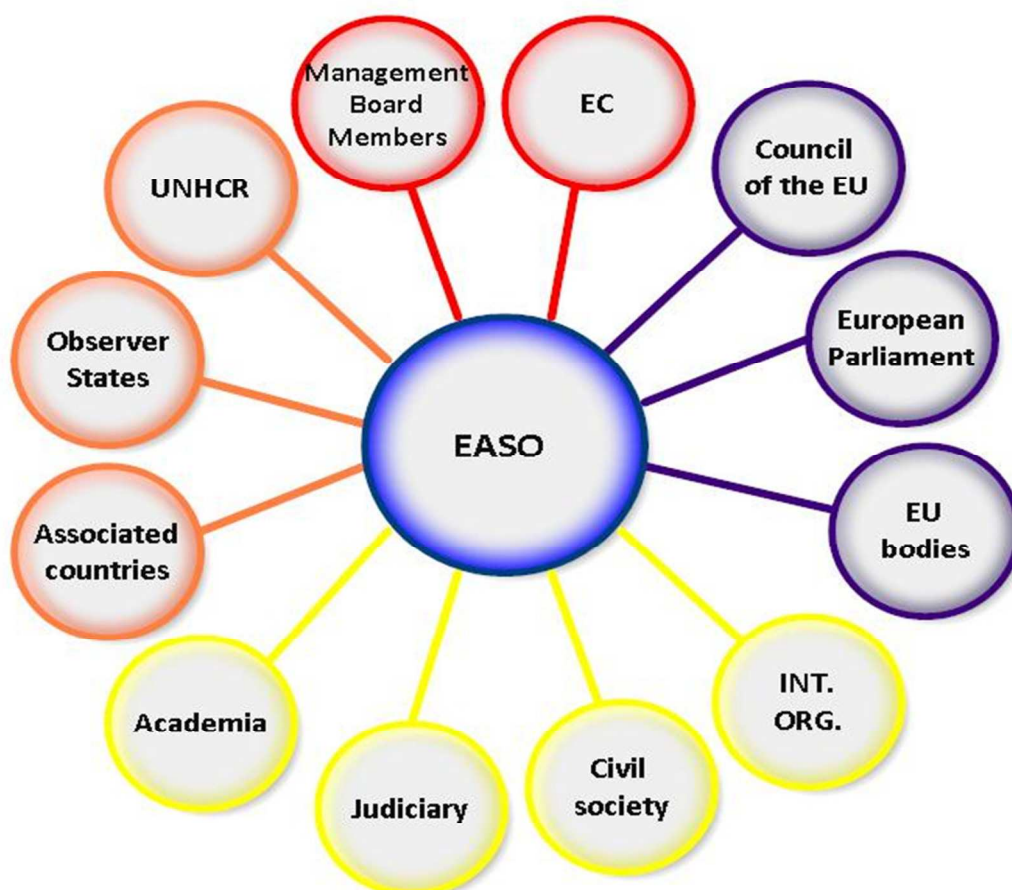 Management
Board
Members
EC
Council
of the EU
European
Parliament
EU
bodies
INT.
ORG.
Civil
society
Judiciary
Academia
Associated
countries
Observer
States
UNHCR
EASO